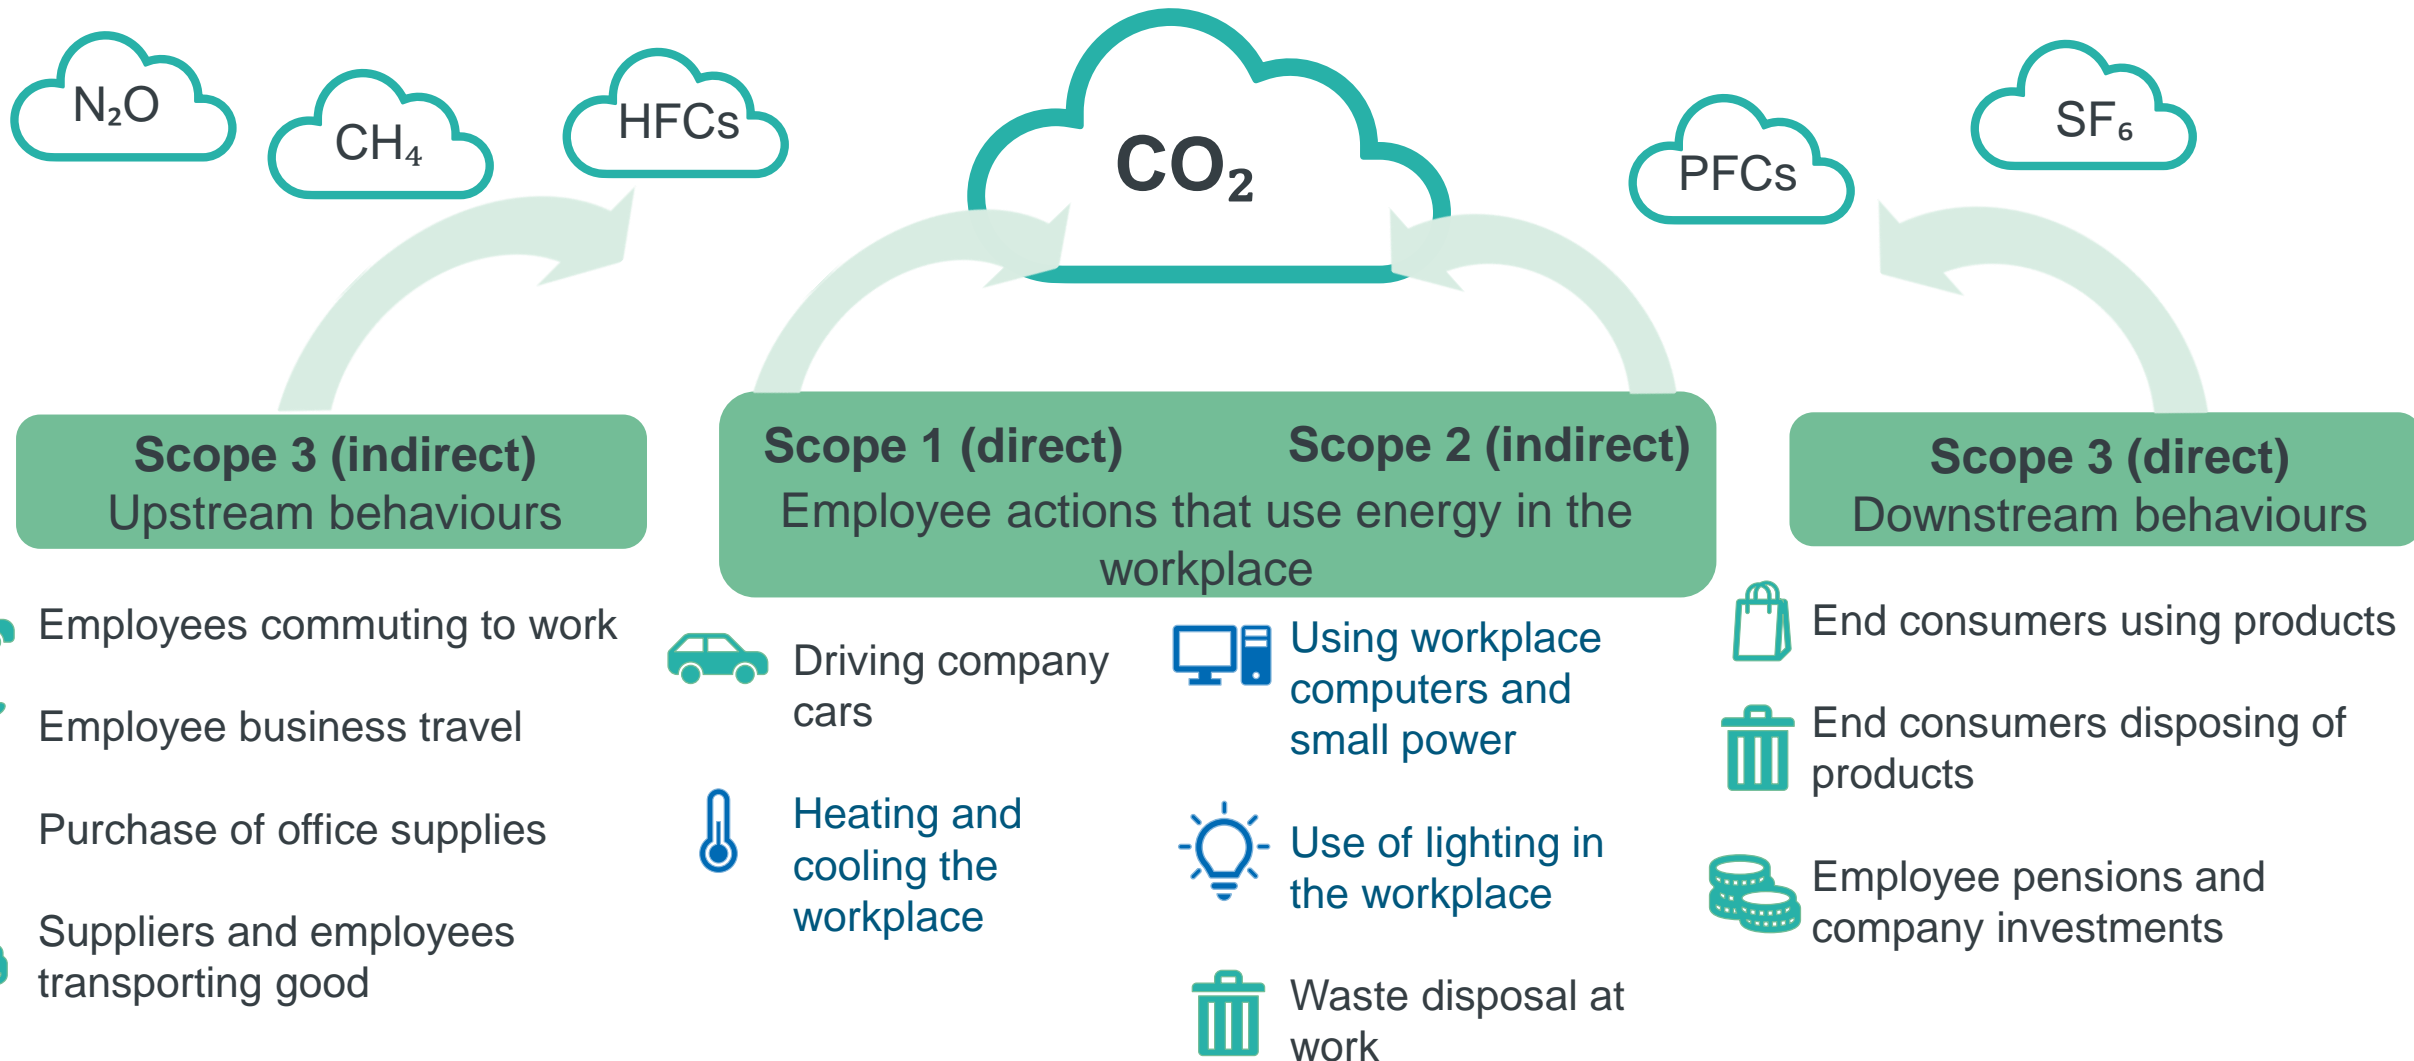 N₂O
CH₄
HFCs
CO₂
PFCs
SF₆
Scope 3 (indirect)
Upstream behaviours
Employees commuting to work
Employee business travel
Purchase of office supplies
Suppliers and employees
transporting good
Scope 1 (direct)
Scope 2 (indirect)
Employee actions that use energy in the
workplace
Driving company
cars
Heating and
cooling the
workplace
Using workplace
computers and
small power
Use of lighting in
the workplace
Waste disposal at
work
Scope 3 (direct)
Downstream behaviours
End consumers using products
End consumers disposing of
products
Employee pensions and
company investments